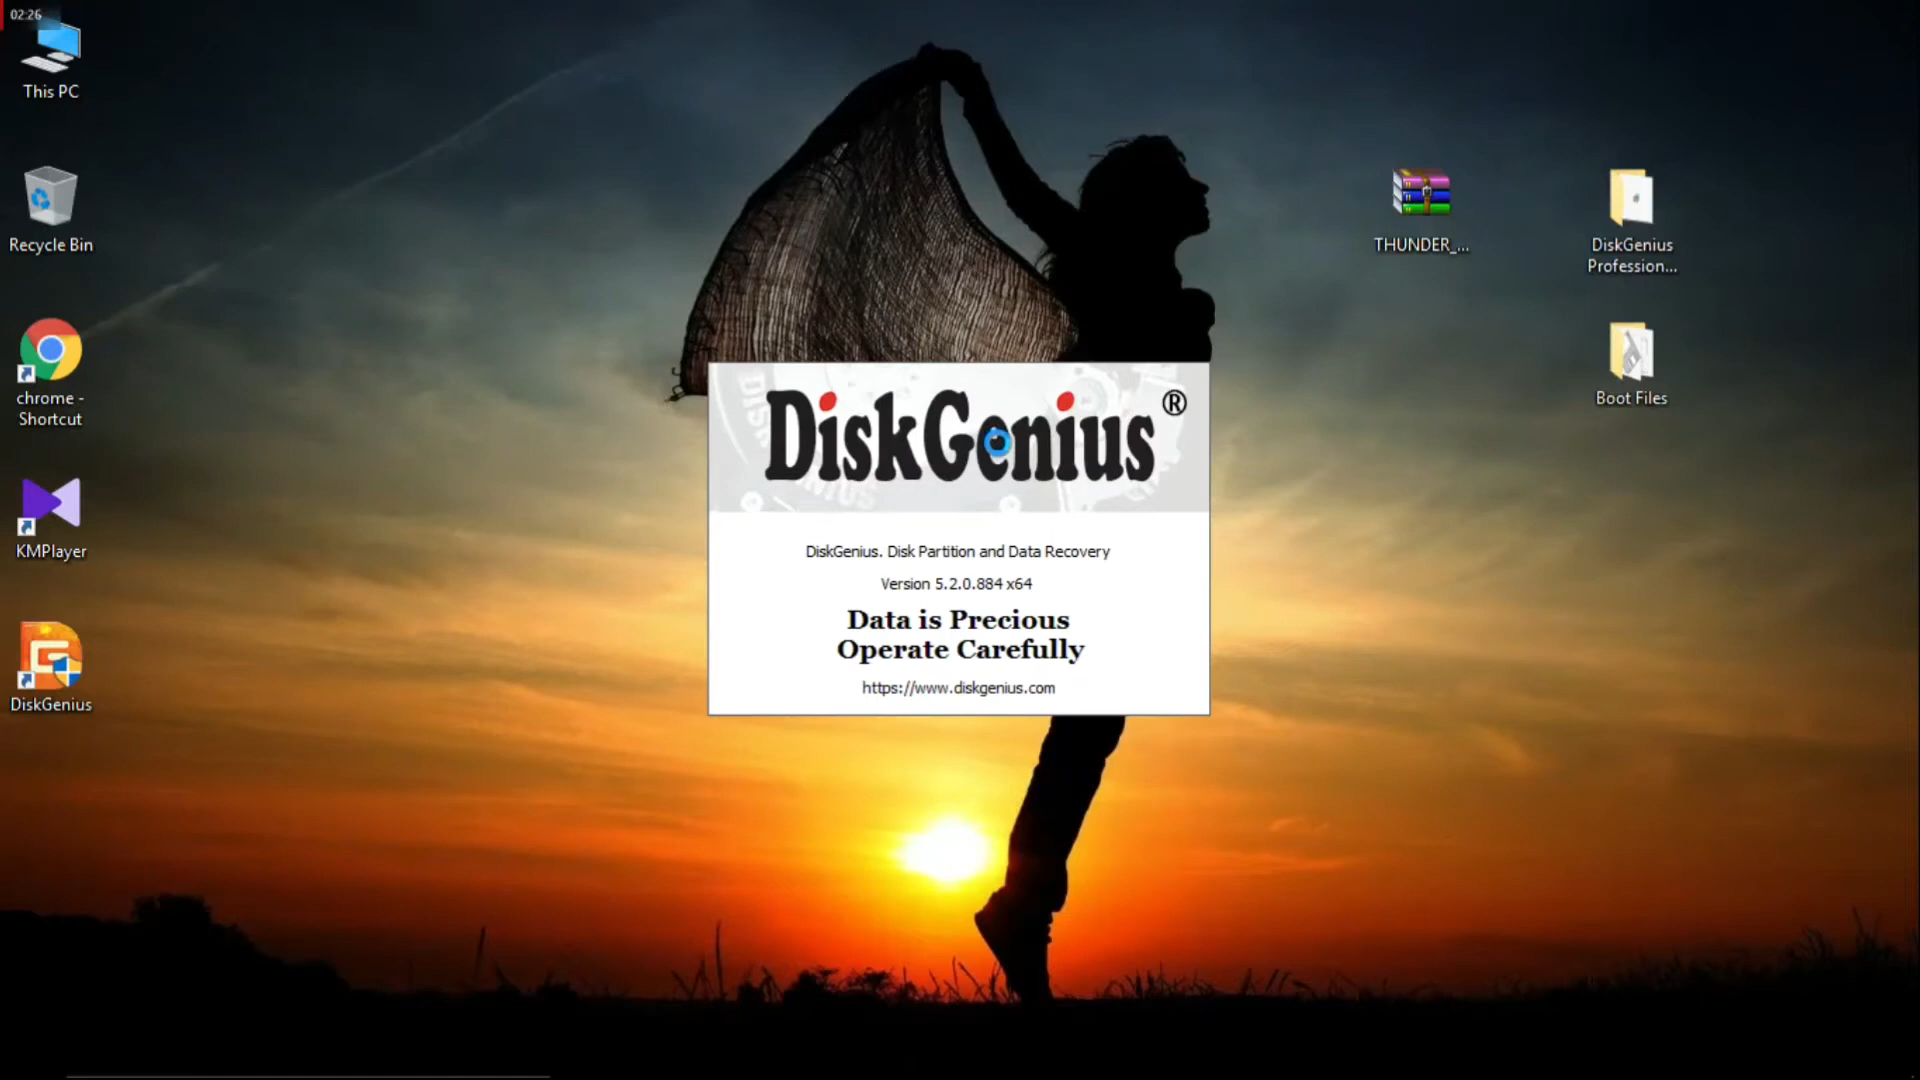 02:26
This PC
Recycle Bin
chrome -
Shortcut
KMPlayer
DiskGenius
DiskGenius®
DiskGenius. Disk Partition and Data Recovery
Version 5.2.0.884 x64
Data is Precious
Operate Carefully
https://www.diskgenius.com
THUNDER_...
DiskGenius
Profession...
Boot Files